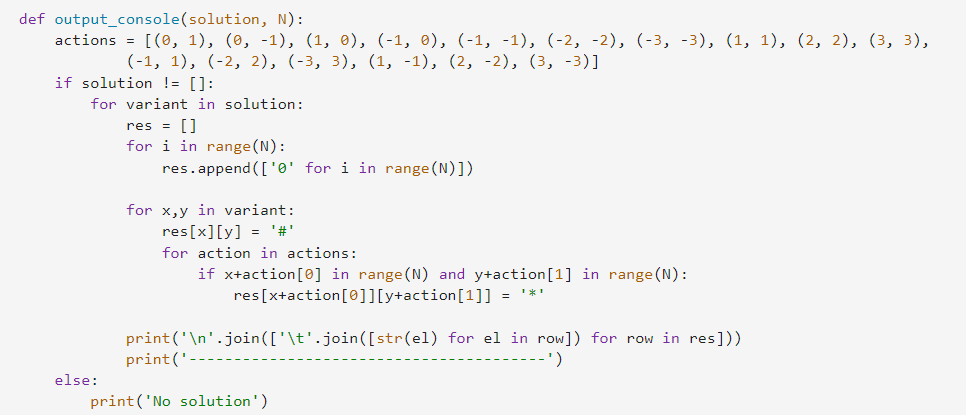 def output_console(solution, N):
    actions = [(0, 1), (0, -1), (1, 0), (-1, 0), (-1, -1), (-2, -2), (-3, -3), (1, 1), (2, 2), (3, 3),
            (-1, 1), (-2, 2), (-3, 3), (1, -1), (2, -2), (3, -3)]
    if solution != []:
        for variant in solution:
            res = []
            for i in range(N):
                res.append(['0' for i in range(N)])

            for x,y in variant:
                res[x][y] = '#'
                for action in actions:
                    if x+action[0] in range(N) and y+action[1] in range(N):
                        res[x+action[0]][y+action[1]] = '*'

            print('\n'.join(['\t'.join([str(el) for el in row]) for row in res]))
            print('----------------------------------------')
    else:
        print('No solution')